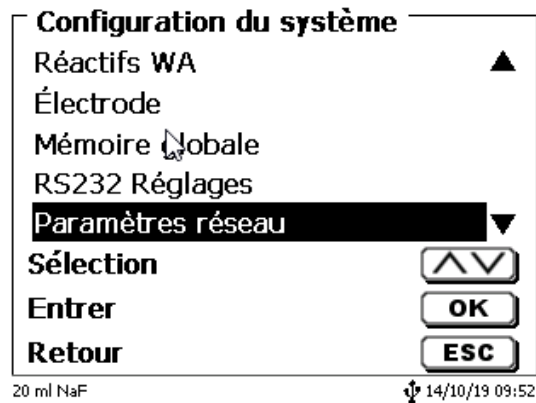 Configuration du système
Réactifs WA
Électrode
Mémoire Globale
RS232 Réglages
Paramètres réseau
Sélection
Entrer OK
Retour ESC
20 ml NaF 14/10/19 09:52